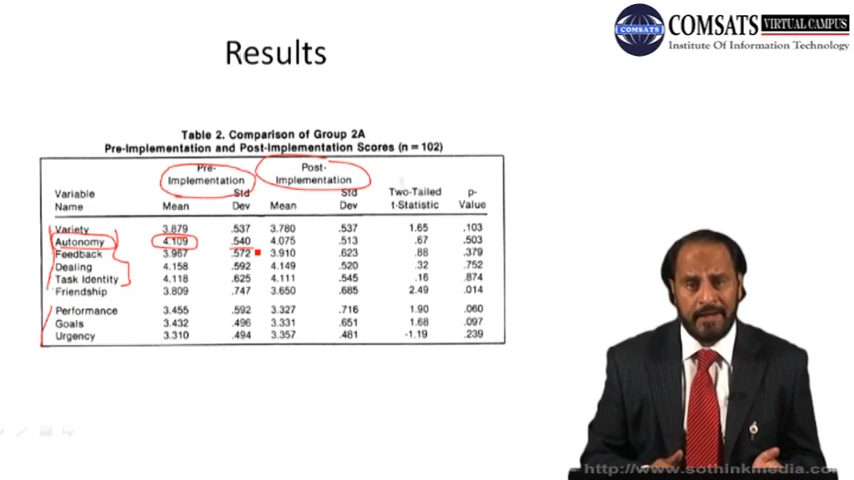 COMSATS
COMSATS VIRTUAL CAMPUS
Institute Of Information Technology
Results
Table 2. Comparison of Group 2A
Pre-Implementation and Post-Implementation Scores (n = 102)
Pre- Post-
Implementation Implementation
Variable Std Std Two-Tailed p-
Name Mean Dev Mean Dev t-Statistic Value
Variety 3.879 .537 3.780 .537 1.65 .103
Autonomy 4.109 .540 4.075 .513 .67 .503
Feedback 3.967 .572 3.910 .623 .88 .379
Dealing 4.158 .592 4.149 .520 .32 .752
Task Identity 4.118 .625 4.111 .545 .16 .874
Friendship 3.809 .747 3.650 .685 2.49 .014
Performance 3.455 .592 3.327 .716 1.90 .060
Goals 3.432 .496 3.331 .651 1.68 .097
Urgency 3.310 .494 3.357 .481 -1.19 .239
http://www.sothinkmedia.com